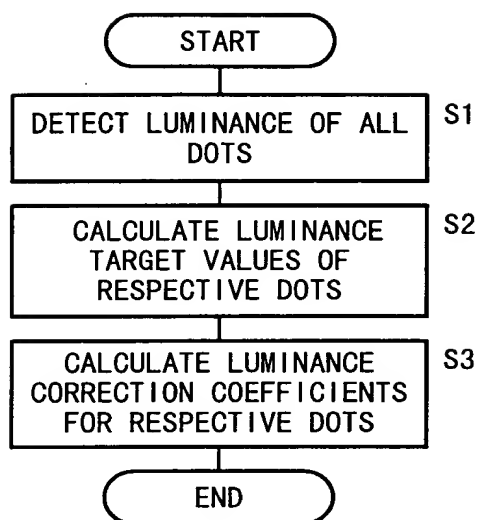 START
DETECT LUMINANCE OF ALL
DOTS
S1
CALCULATE LUMINANCE
TARGET VALUES OF
RESPECTIVE DOTS
S2
CALCULATE LUMINANCE
CORRECTION COEFFICIENTS
FOR RESPECTIVE DOTS
S3
END